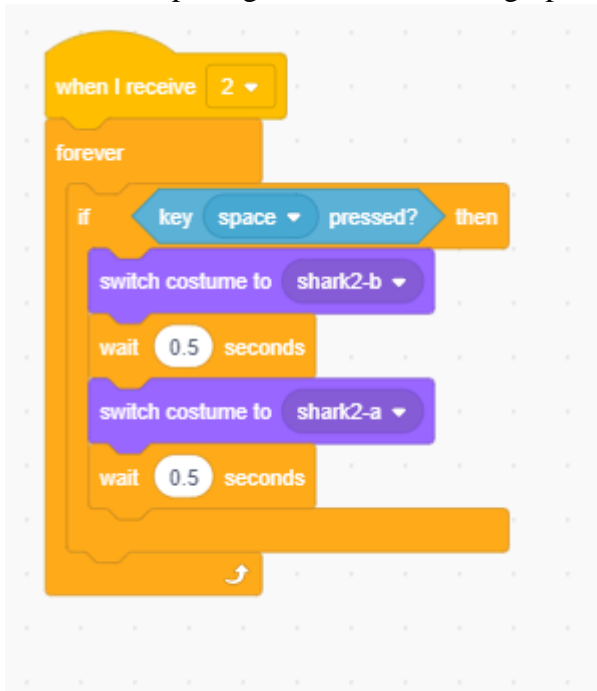 when I receive 2
forever
if key space pressed? then
switch costume to shark2-b
wait 0.5 seconds
switch costume to shark2-a
wait 0.5 seconds